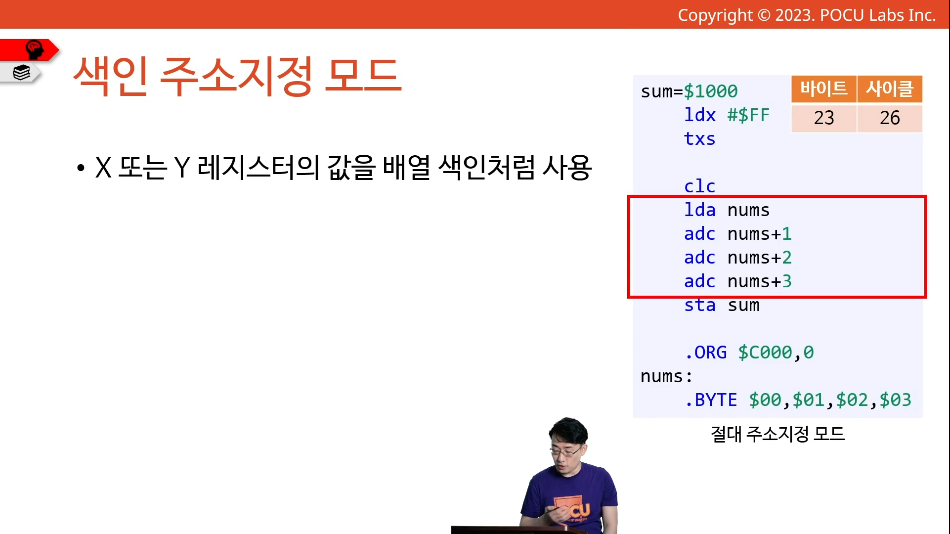 Copyright © 2023. POCU Labs Inc.
색인 주소지정 모드
• X 또는 Y 레지스터의 값을 배열 색인처럼 사용
바이트 사이클
23 26
sum=$1000
ldx #$FF
txs
clc
lda nums
adc nums+1
adc nums+2
adc nums+3
sta sum
.ORG $C000,0
nums:
.BYTE $00,$01,$02,$03
절대 주소지정 모드
POCU